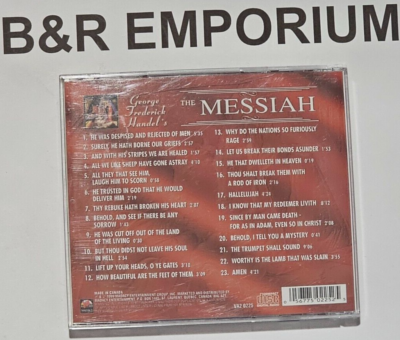 B&R EMPORIUM
George
Frederick
Handel's
THE MESSIAH
1. HE WAS DESPISED AND REJECTED OF MEN
2. SURELY, HE HATH BORNE OUR GRIEFS 2:57
3. AND WITH HIS STRIPES WE ARE HEALED
4. ALL WE LIKE SHEEP HAVE GONE ASTRAY
5. ALL THEY THAT SEE HIM,
LAUGH HIM TO SCORN
6. HE TRUSTED IN GOD THAT HE WOULD
DELIVER HIM 2:19
7. THY REBUKE HATH BROKEN HIS HEART
8. BEHOLD, AND SEE IF THERE BE ANY
SORROW
9. HE WAS CUT OFF OUT OF THE LAND
OF THE LIVING
10. BUT THOU DIDST NOT LEAVE HIS SOUL
IN HELL
11. LIFT UP YOUR HEADS, O YE GATES
12. HOW BEAUTIFUL ARE THE FEET OF THEM
13. WHY DO THE NATIONS SO FURIOUSLY
RAGE
14. LET US BREAK THEIR BONDS ASUNDER
15. HE THAT DWELLETH IN HEAVEN
16. THOU SHALT BREAK THEM WITH
A ROD OF IRON
17. HALLELUJAH
18. I KNOW THAT MY REDEEMER LIVITH
19. SINCE BY MAN CAME DEATH -
FOR AS IN ADAM, EVEN SO IN CHRIST
20. BEHOLD, I TELL YOU A MYSTERY
21. THE TRUMPET SHALL SOUND
22. WORTHY IS THE LAMB THAT WAS SLAIN
23. AMEN
MADE IN CANADA